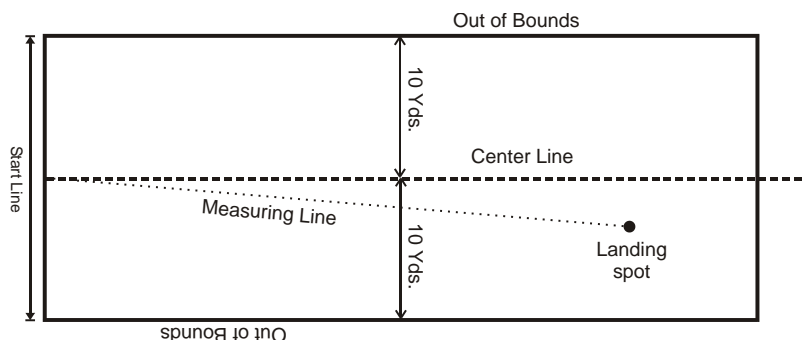 Out of Bounds
10 Yds.
Start Line
Center Line
Measuring Line
10 Yds.
Landing
spot
Out of Bounds